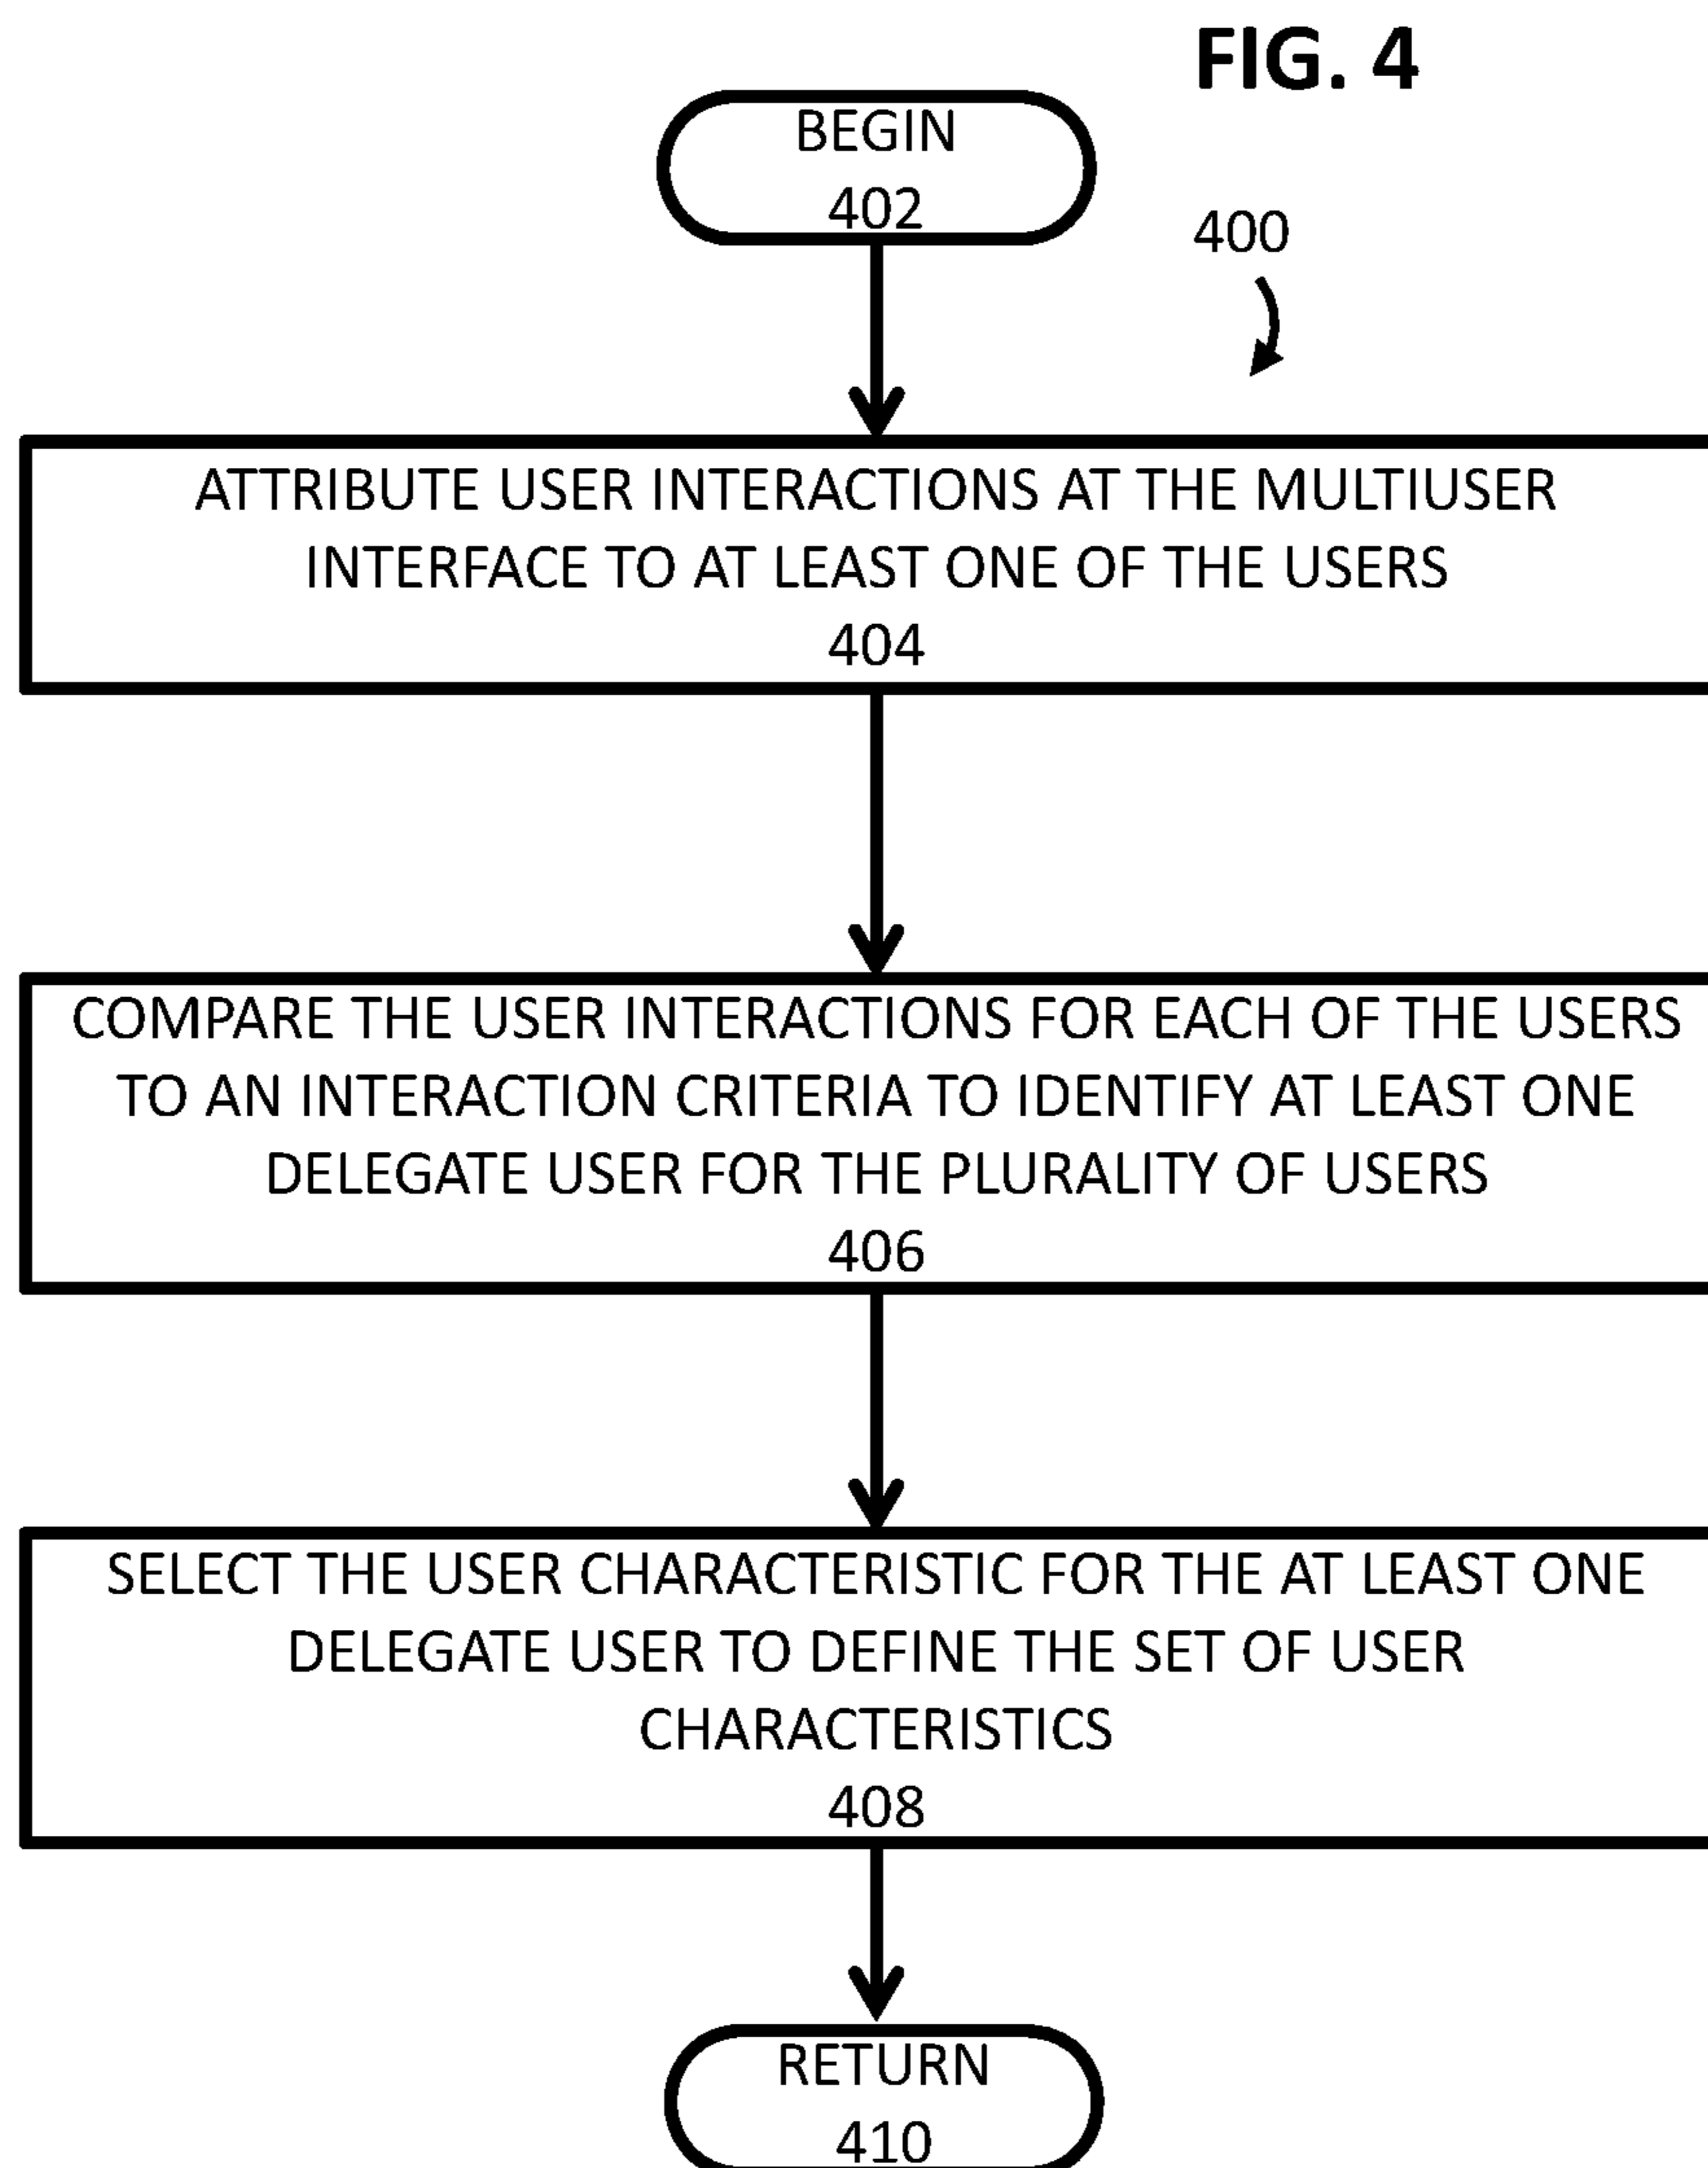 FIG. 4
BEGIN
402
400
ATTRIBUTE USER INTERACTIONS AT THE MULTIUSER
INTERFACE TO AT LEAST ONE OF THE USERS
404
COMPARE THE USER INTERACTIONS FOR EACH OF THE USERS
TO AN INTERACTION CRITERIA TO IDENTIFY AT LEAST ONE
DELEGATE USER FOR THE PLURALITY OF USERS
406
SELECT THE USER CHARACTERISTIC FOR THE AT LEAST ONE
DELEGATE USER TO DEFINE THE SET OF USER
CHARACTERISTICS
408
RETURN
410